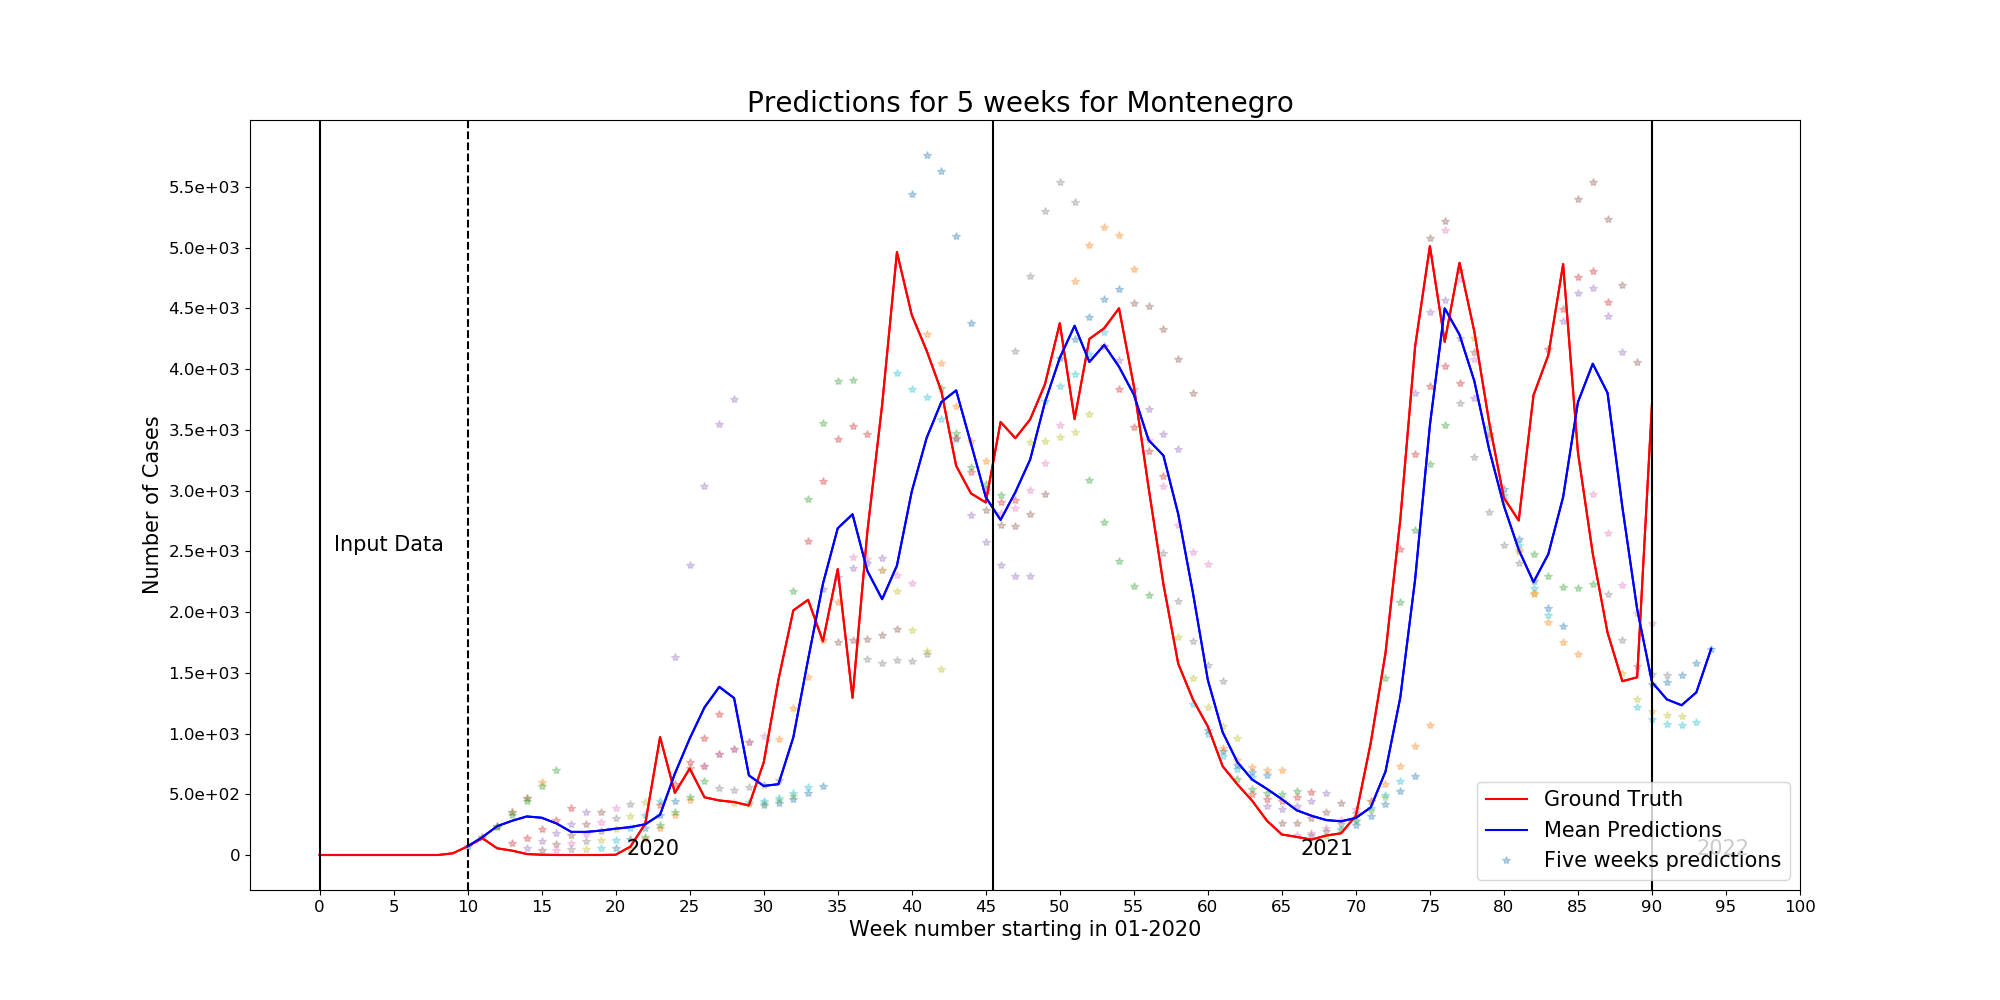 Predictions for 5 weeks for Montenegro
Number of Cases
5.5e+03
5.0e+03
4.5e+03
4.0e+03
3.5e+03
3.0e+03
2.5e+03
2.0e+03
1.5e+03
1.0e+03
5.0e+02
0
Input Data
2020
2021
2022
Ground Truth
Mean Predictions
Five weeks predictions
0 5 10 15 20 25 30 35 40 45 50 55 60 65 70 75 80 85 90 95 100
Week number starting in 01-2020